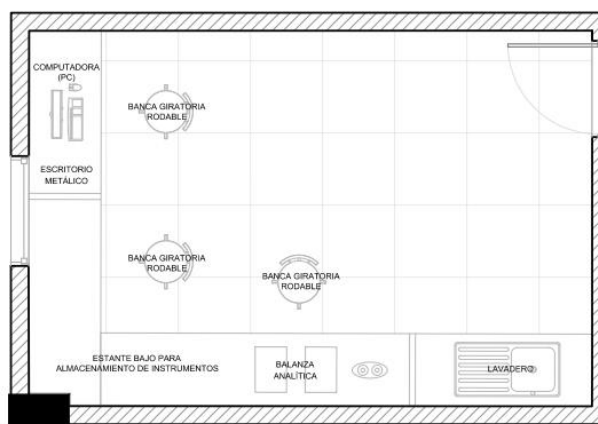 COMPUTADORA
(PC)
BANCA GIRATORIA
RODABLE
ESCRITORIO
METÁLICO
BANCA GIRATORIA
RODABLE
BANCA GIRATORIA
RODABLE
ESTANTE BAJO PARA
ALMACENAMIENTO DE INSTRUMENTOS
BALANZA
ANALÍTICA
LAVADERO